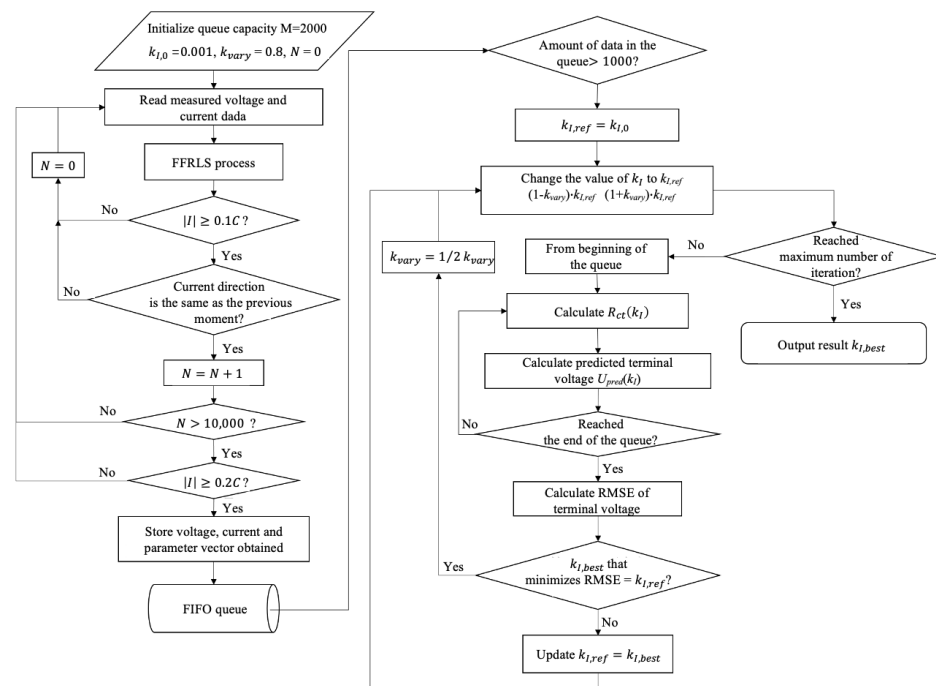 Initialize queue capacity M=2000
k_{I,0} =0.001, k_{vary} = 0.8, N = 0
Read measured voltage and
current dada
N = 0
FFRLS process
No
|I| ≥ 0.1C ?
Yes
Current direction
is the same as the previous
moment?
No
Yes
N = N + 1
No
N > 10,000 ?
Yes
No
|I| ≥ 0.2C ?
Yes
Store voltage, current and
parameter vector obtained
FIFO queue
Amount of data in the
queue> 1000?
k_{I,ref} = k_{I,0}
Change the value of k_I to k_{I,ref}
(1-k_{vary})·k_{I,ref} (1+k_{vary})·k_{I,ref}
k_{vary} = 1/2 k_{vary}
From beginning of
the queue
No
Reached
maximum number of
iteration?
Yes
Output result k_{I,best}
Calculate R_{ct}(k_I)
Calculate predicted terminal
voltage U_{pred}(k_I)
No
Reached
the end of the queue?
Yes
Calculate RMSE of
terminal voltage
Yes
k_{I,best} that
minimizes RMSE = k_{I,ref}?
No
Update k_{I,ref} = k_{I,best}